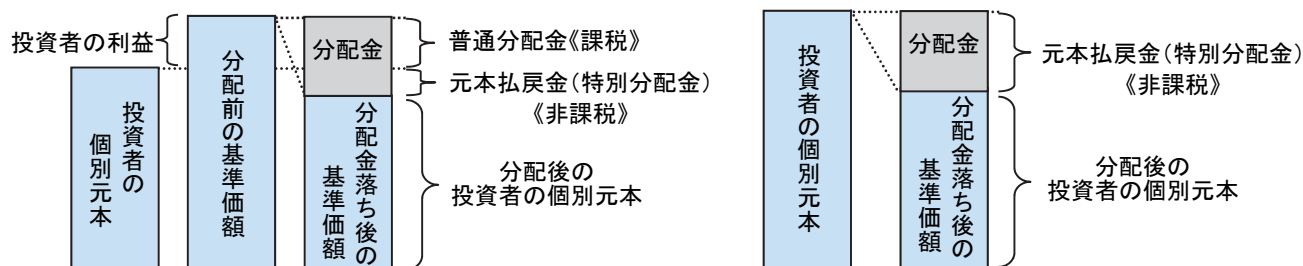 投資者の利益
投資者の
個別元本
分配前の基準価額
分配金
分配金落ち後の
基準価額
普通分配金《課税》
元本払戻金(特別分配金)
《非課税》
分配後の
投資者の個別元本
投資者の個別元本
分配金
分配金落ち後の
基準価額
元本払戻金(特別分配金)
《非課税》
分配後の
投資者の個別元本